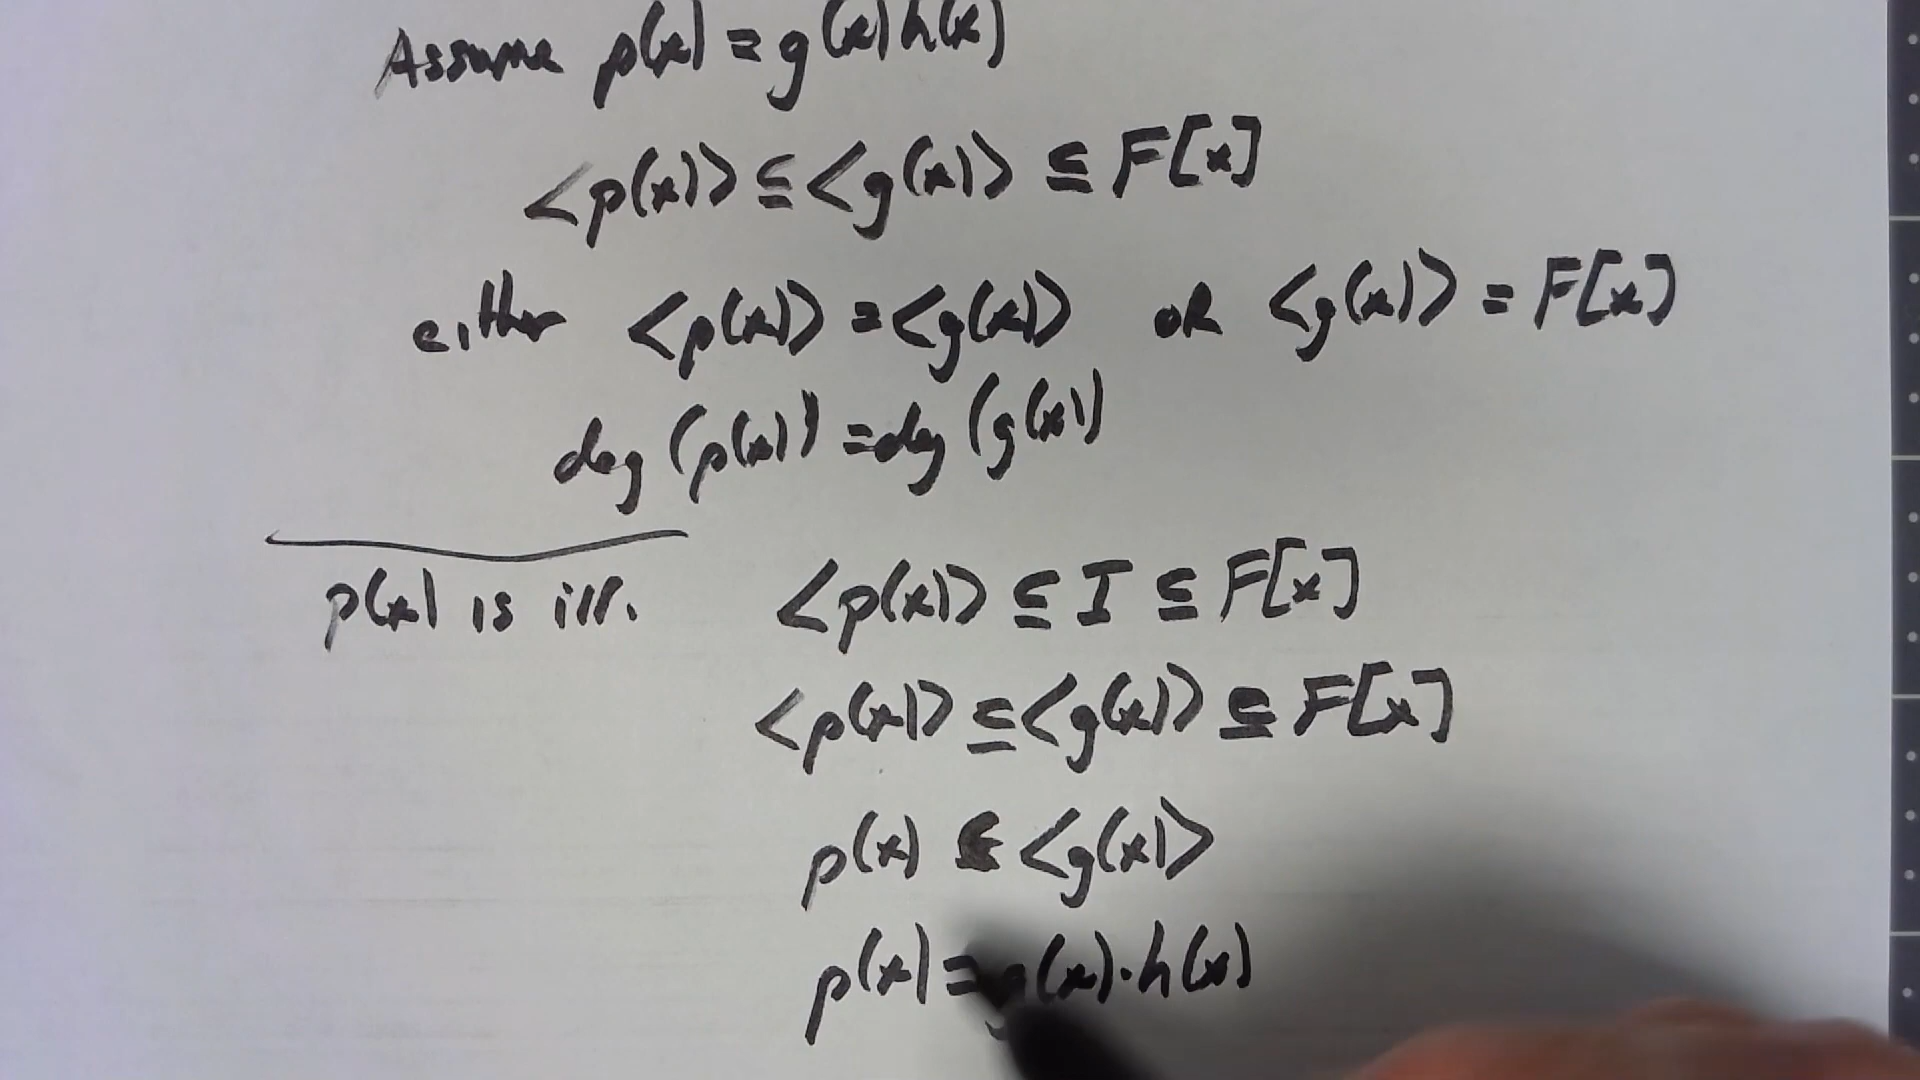 Assume p(x) = g(x)h(x)
<p(x)> ⊆ <g(x)> ⊆ F[x]
either <p(x)> = <g(x)> or <g(x)> = F[x]
deg(p(x)) = deg(g(x))
p(x) is irr. <p(x)> ⊆ I ⊆ F[x]
<p(x)> ⊆ <g(x)> ⊆ F[x]
p(x) ∈ <g(x)>
p(x) = g(x)·h(x)